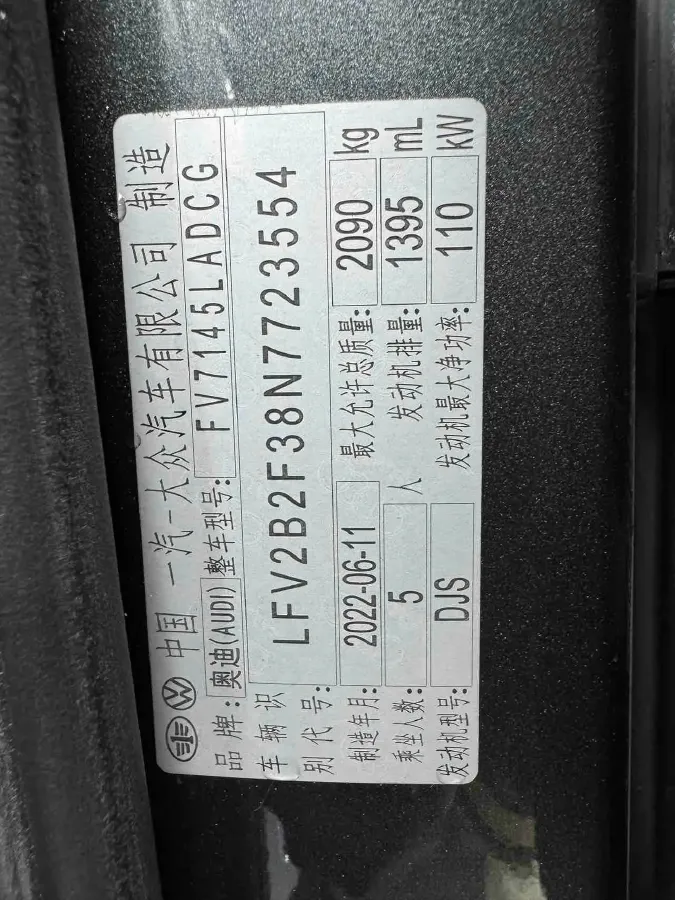 中国 一汽-大众汽车有限公司 制造
品牌: 奥迪(AUDI) 整车型号: FV7145LADCG
车辆识别代号: LFV2B2F38N7723554
制造年月: 2022-06-11 最大允许总质量: 2090 kg
乘坐人数: 5 人 发动机排量: 1395 mL
发动机型号: DJS 发动机最大净功率: 110 kW